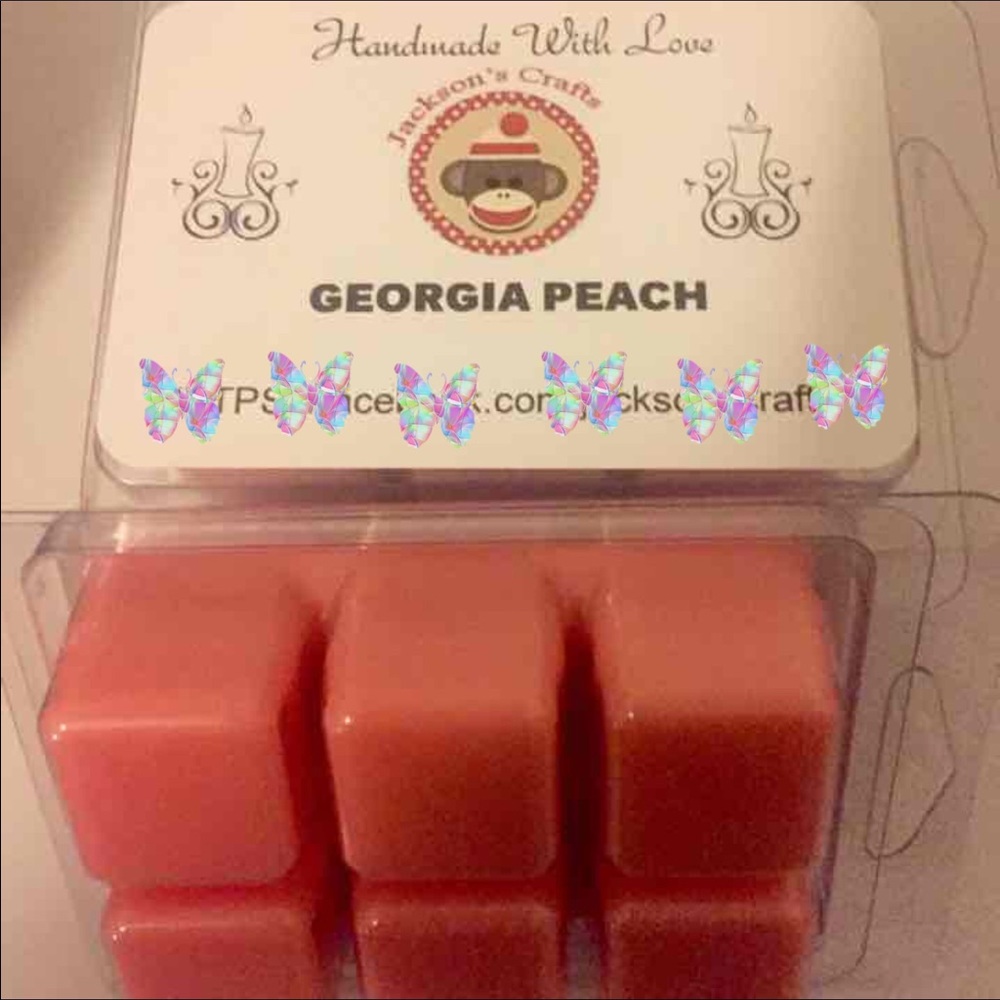 Handmade With Love
Jackson's Crafts
GEORGIA PEACH